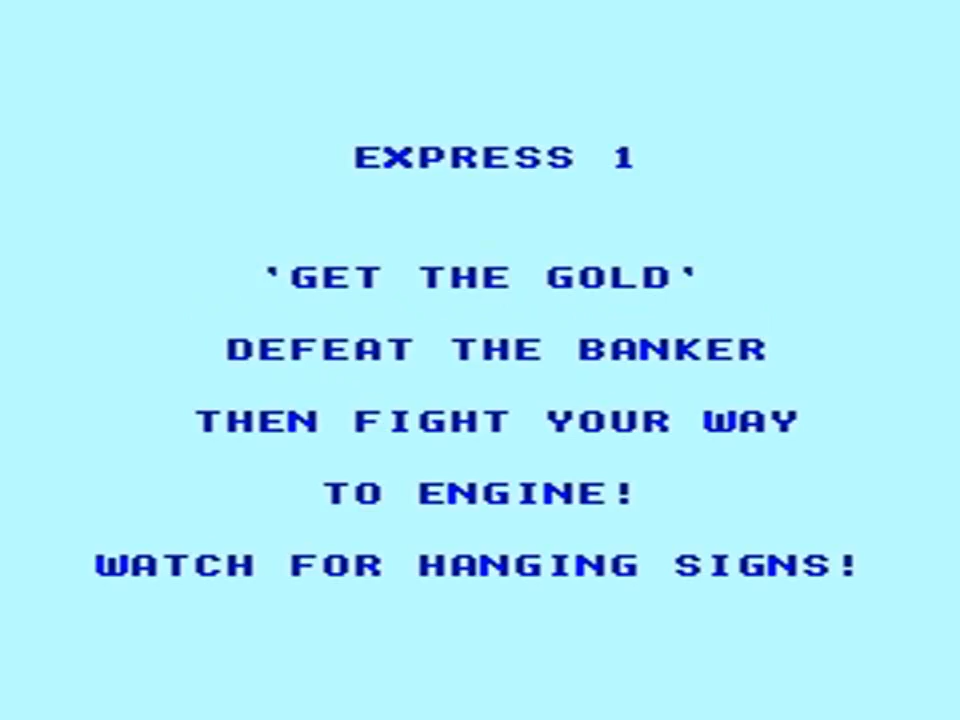 EXPRESS 1
'GET THE GOLD'
DEFEAT THE BANKER
THEN FIGHT YOUR WAY
TO ENGINE!
WATCH FOR HANGING SIGNS!